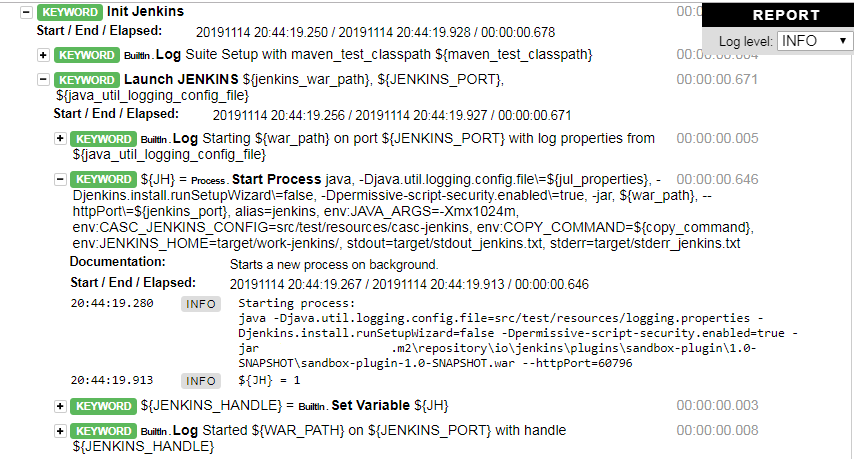 KEYWORD Init Jenkins 00:0
REPORT
Start / End / Elapsed: 20191114 20:44:19.250 / 20191114 20:44:19.928 / 00:00:00.678
Log level: INFO
KEYWORD BuiltIn . Log Suite Setup with maven_test_classpath ${maven_test_classpath}
KEYWORD Launch JENKINS ${jenkins_war_path}, ${JENKINS_PORT}, 00:00:00.671
${java_util_logging_config_file}
Start / End / Elapsed: 20191114 20:44:19.256 / 20191114 20:44:19.927 / 00:00:00.671
KEYWORD BuiltIn . Log Starting ${war_path} on port ${JENKINS_PORT} with log properties from 00:00:00.005
${java_util_logging_config_file}
KEYWORD ${JH} = Process . Start Process java, -Djava.util.logging.config.file\=${jul_properties}, - 00:00:00.646
Djenkins.install.runSetupWizard\=false, -Dpermissive-script-security.enabled\=true, -jar, ${war_path}, --
httpPort\=${jenkins_port}, alias=jenkins, env:JAVA_ARGS=-Xmx1024m,
env:CASC_JENKINS_CONFIG=src/test/resources/casc-jenkins, env:COPY_COMMAND=${copy_command},
env:JENKINS_HOME=target/work-jenkins/, stdout=target/stdout_jenkins.txt, stderr=target/stderr_jenkins.txt
Documentation: Starts a new process on background.
Start / End / Elapsed: 20191114 20:44:19.267 / 20191114 20:44:19.913 / 00:00:00.646
20:44:19.280 INFO Starting process:
java -Djava.util.logging.config.file=src/test/resources/logging.properties -
Djenkins.install.runSetupWizard=false -Dpermissive-script-security.enabled=true -
jar .m2\repository\io\jenkins\plugins\sandbox-plugin\1.0-
SNAPSHOT\sandbox-plugin-1.0-SNAPSHOT.war --httpPort=60796
20:44:19.913 INFO ${JH} = 1
KEYWORD ${JENKINS_HANDLE} = BuiltIn . Set Variable ${JH} 00:00:00.003
KEYWORD BuiltIn . Log Started ${WAR_PATH} on ${JENKINS_PORT} with handle 00:00:00.008
${JENKINS_HANDLE}